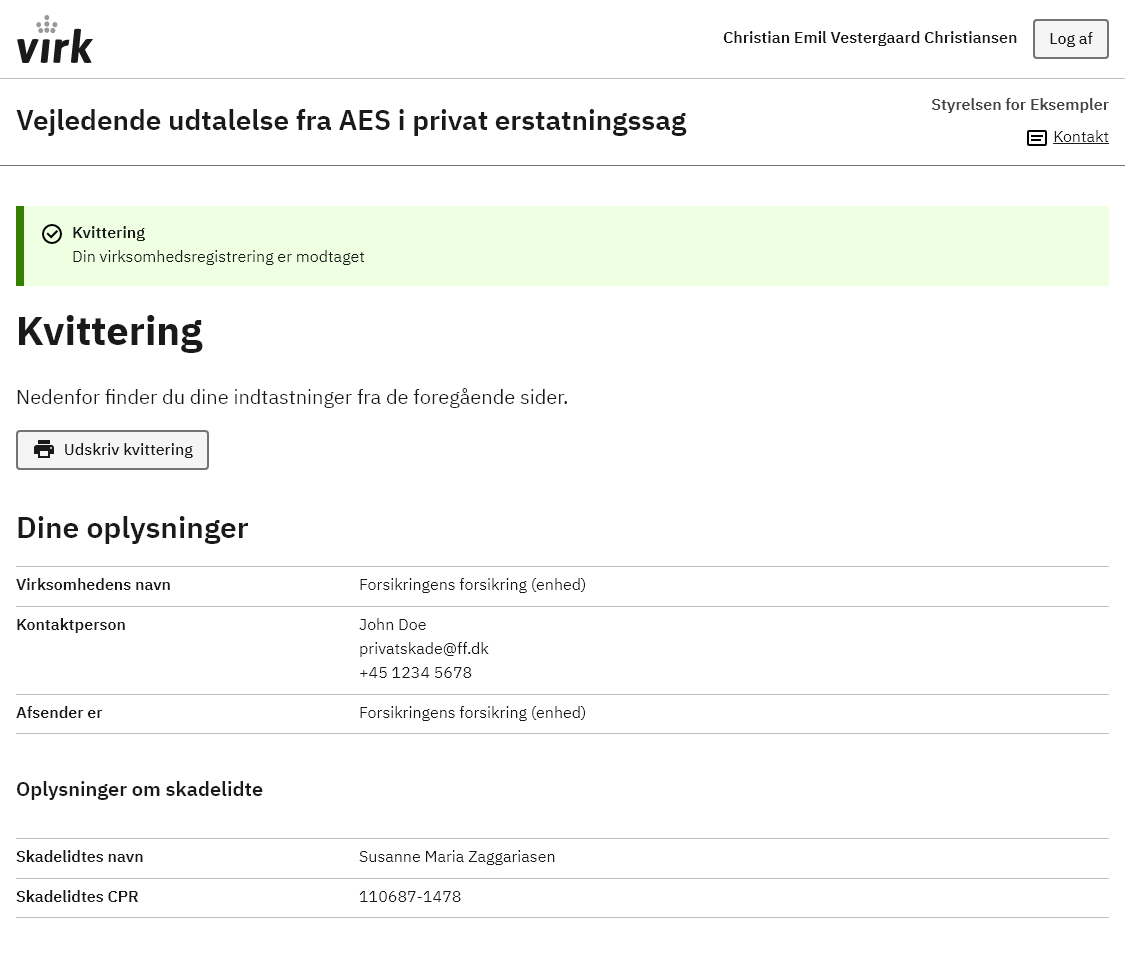 virk
Christian Emil Vestergaard Christiansen
Log af
Vejledende udtalelse fra AES i privat erstatningssag
Styrelsen for Eksempler
Kontakt
Kvittering
Din virksomhedsregistrering er modtaget
Kvittering
Nedenfor finder du dine indtastninger fra de foregående sider.
Udskriv kvittering
Dine oplysninger
Virksomhedens navn Forsikringens forsikring (enhed)
Kontaktperson John Doe
privatskade@ff.dk
+45 1234 5678
Afsender er Forsikringens forsikring (enhed)
Oplysninger om skadelidte
Skadelidtes navn Susanne Maria Zaggariasen
Skadelidtes CPR 110687-1478